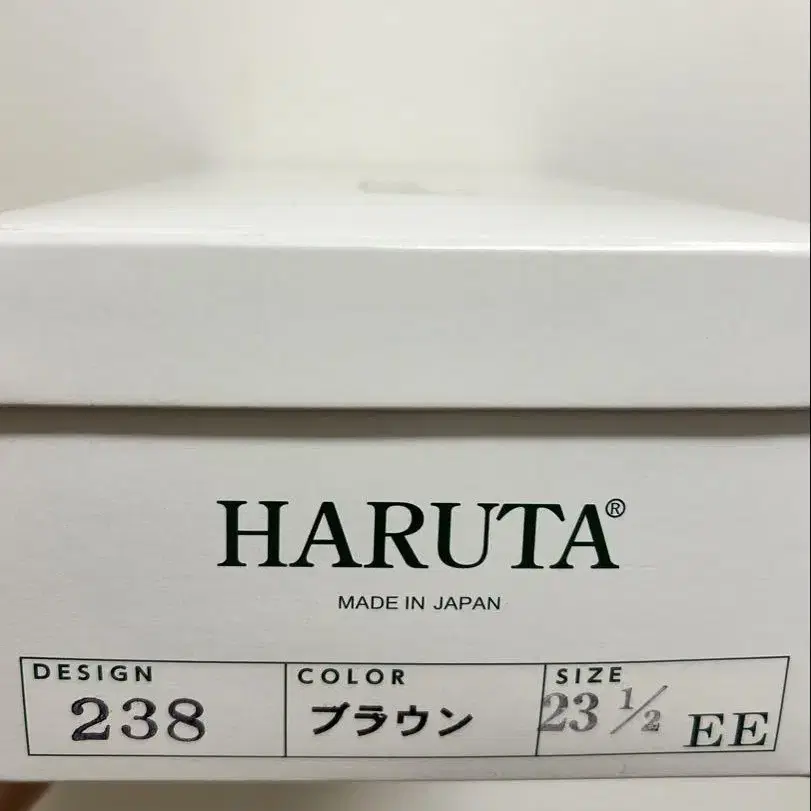 HARUTA®
MADE IN JAPAN
DESIGN COLOR SIZE
238 ブラウン 23 ½ EE